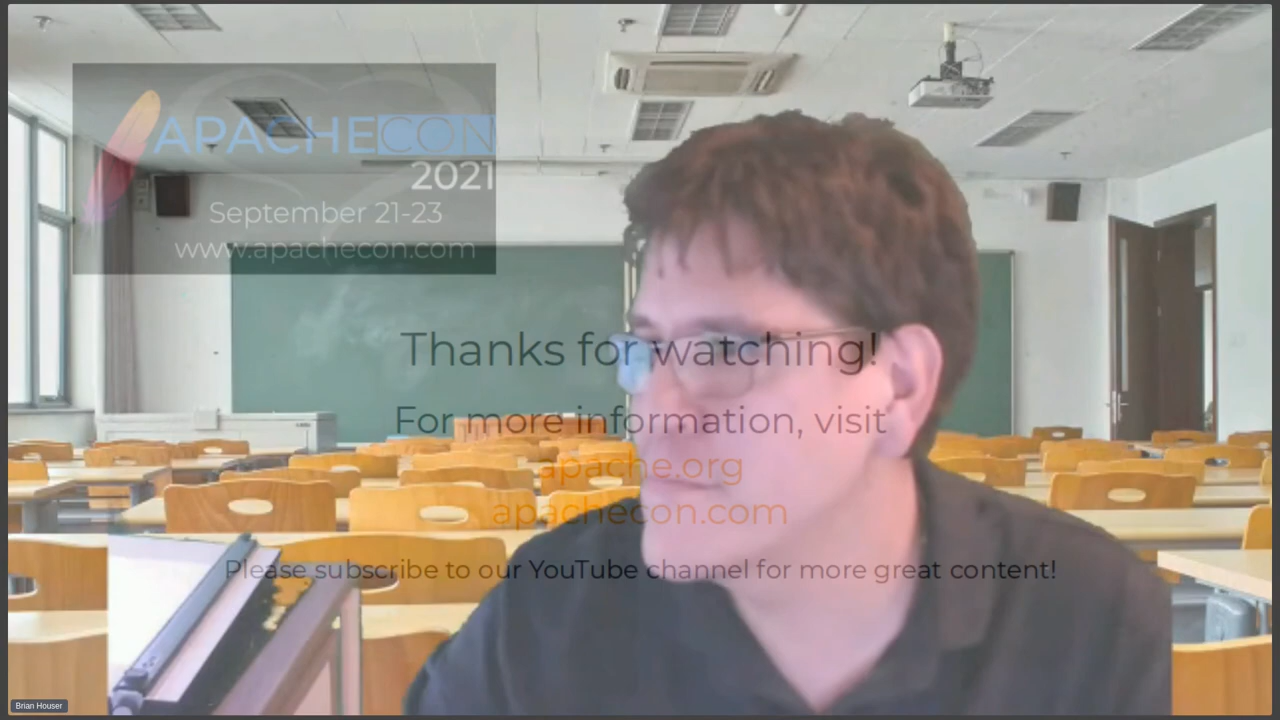 APACHECON
2021
September 21-23
www.apachecon.com
Thanks for watching!
For more information, visit
apache.org
apachecon.com
Please subscribe to our YouTube channel for more great content!
Brian Houser